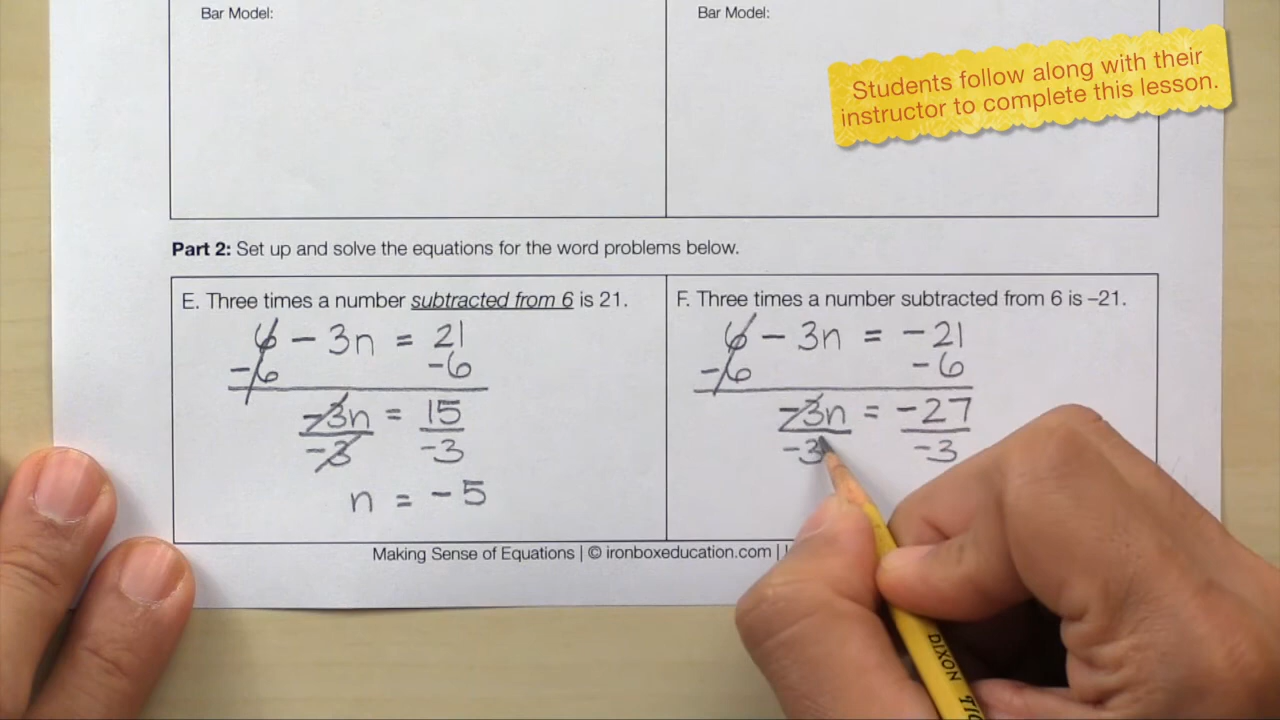 Bar Model:
Bar Model:
Students follow along with their
instructor to complete this lesson.
Part 2: Set up and solve the equations for the word problems below.
E. Three times a number subtracted from 6 is 21.
6 − 3n = 21
−6 −6
−3n = 15
−3 −3
n = −5
F. Three times a number subtracted from 6 is –21.
6 − 3n = −21
−6 −6
−3n = −27
−3 −3
Making Sense of Equations | © ironboxeducation.com |
DIXON